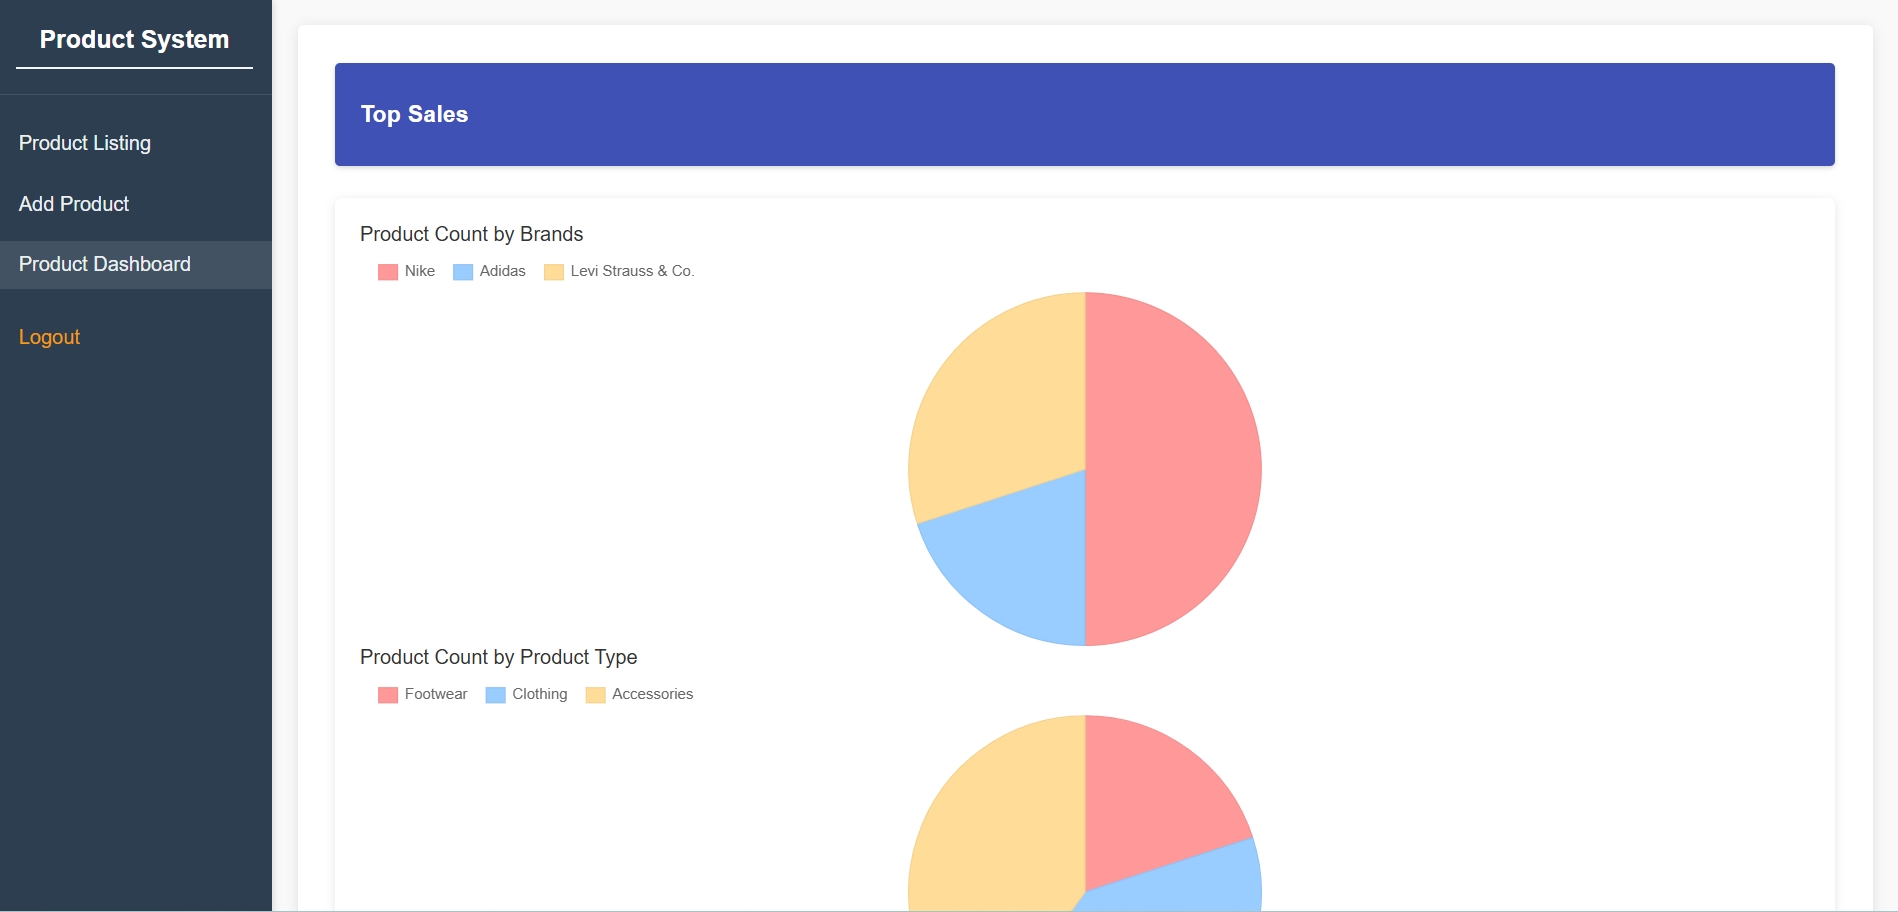 Product System
Product Listing
Add Product
Product Dashboard
Logout
Top Sales
Product Count by Brands
Nike Adidas Levi Strauss & Co.
Product Count by Product Type
Footwear Clothing Accessories